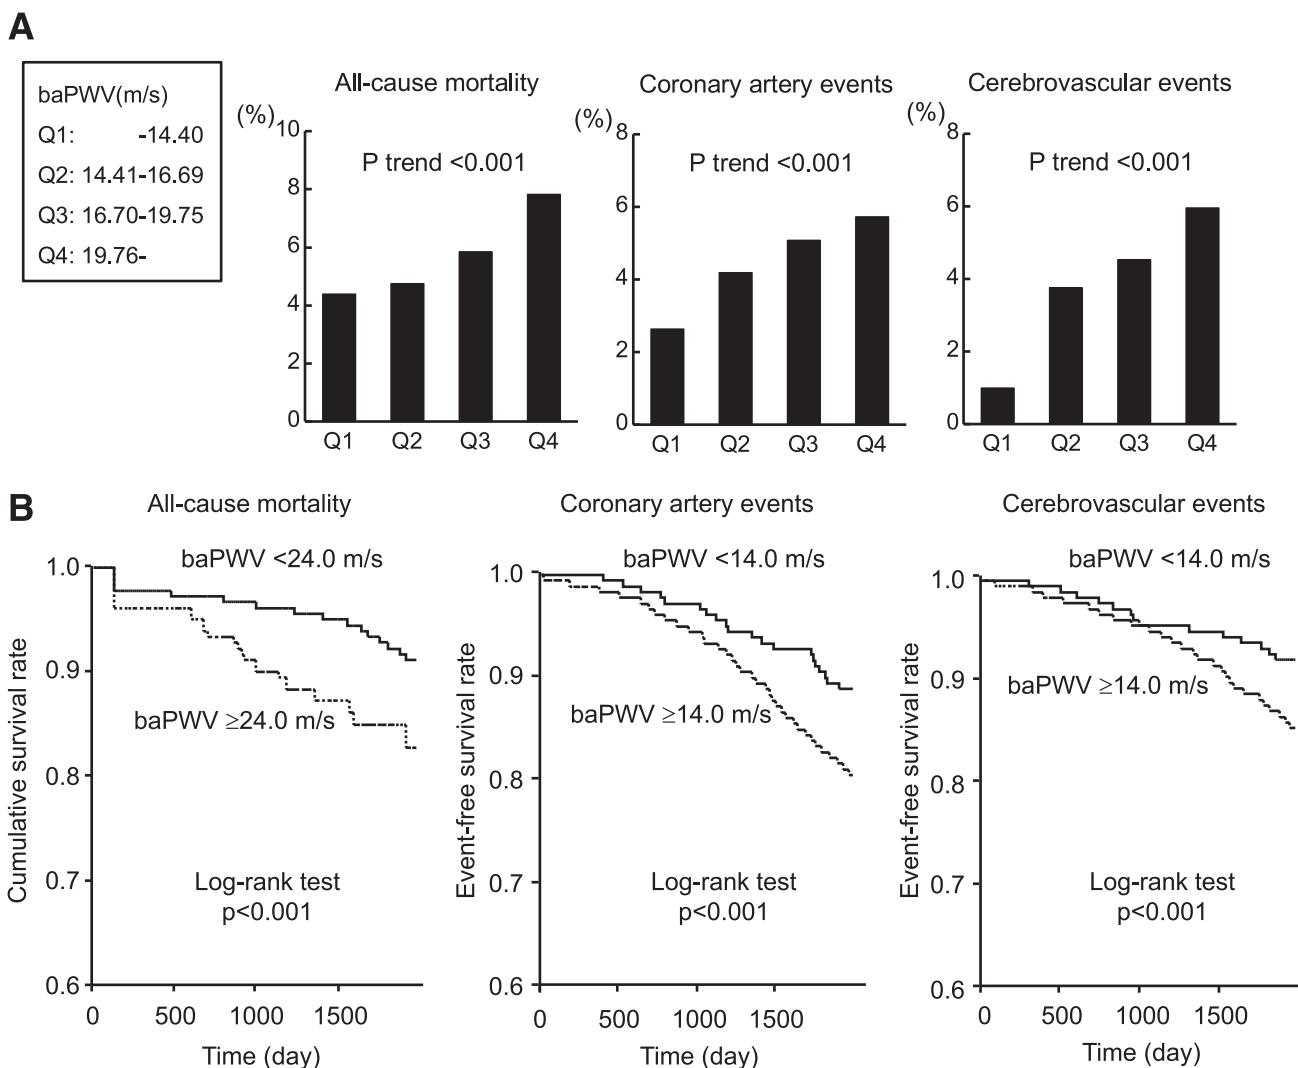 A
baPWV(m/s)
Q1: -14.40
Q2: 14.41-16.69
Q3: 16.70-19.75
Q4: 19.76-
All-cause mortality
(%)
10
8
6
4
2
0
P trend <0.001
Q1 Q2 Q3 Q4
Coronary artery events
(%)
8
6
4
2
0
P trend <0.001
Q1 Q2 Q3 Q4
Cerebrovascular events
(%)
8
6
4
2
0
P trend <0.001
Q1 Q2 Q3 Q4
B
All-cause mortality
Cumulative survival rate
1.0
0.9
0.8
0.7
0.6
baPWV <24.0 m/s
baPWV ≥24.0 m/s
Log-rank test
p<0.001
0 500 1000 1500
Time (day)
Coronary artery events
Event-free survival rate
1.0
0.9
0.8
0.7
0.6
baPWV <14.0 m/s
baPWV ≥14.0 m/s
Log-rank test
p<0.001
0 500 1000 1500
Time (day)
Cerebrovascular events
Event-free survival rate
1.0
0.9
0.8
0.7
0.6
baPWV <14.0 m/s
baPWV ≥14.0 m/s
Log-rank test
p<0.001
0 500 1000 1500
Time (day)